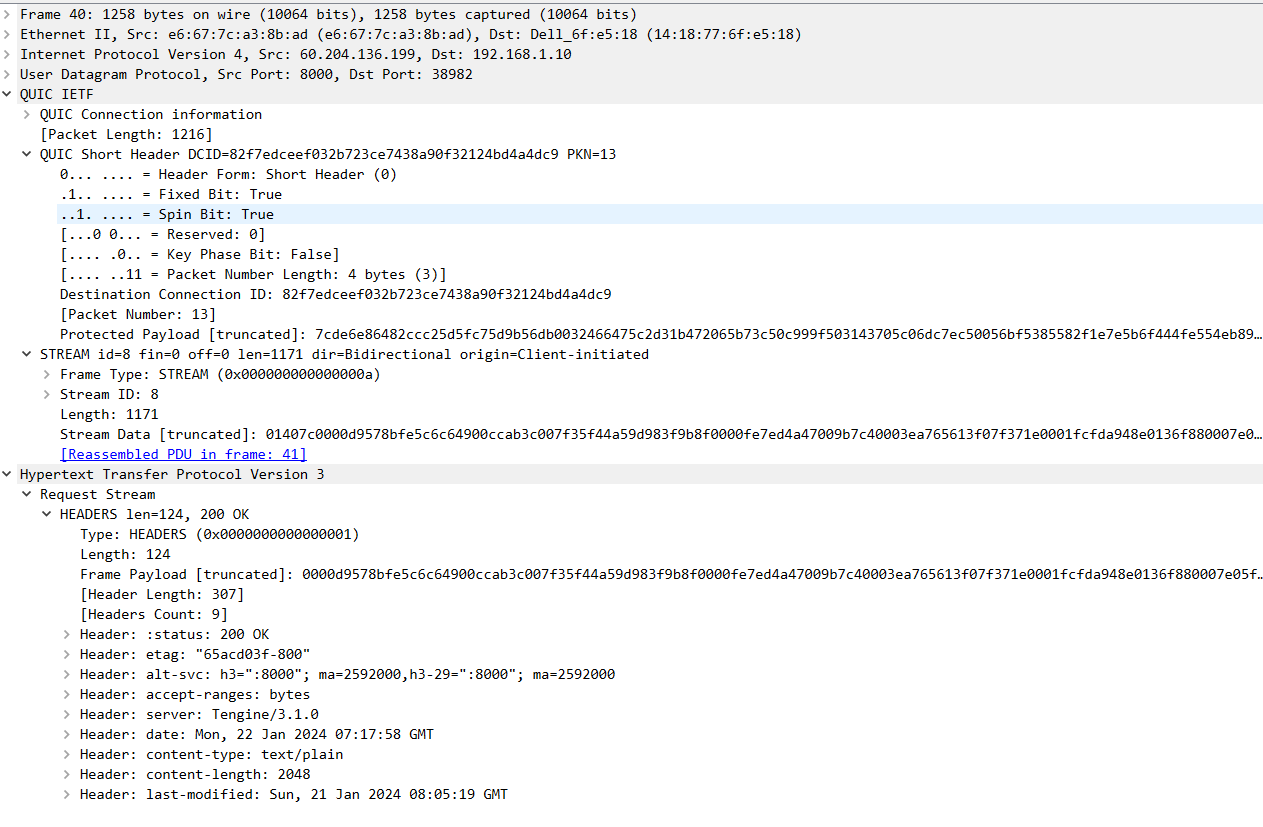 Frame 40: 1258 bytes on wire (10064 bits), 1258 bytes captured (10064 bits)
Ethernet II, Src: e6:67:7c:a3:8b:ad (e6:67:7c:a3:8b:ad), Dst: Dell_6f:e5:18 (14:18:77:6f:e5:18)
Internet Protocol Version 4, Src: 60.204.136.199, Dst: 192.168.1.10
User Datagram Protocol, Src Port: 8000, Dst Port: 38982
QUIC IETF
QUIC Connection information
[Packet Length: 1216]
QUIC Short Header DCID=82f7edceef032b723ce7438a90f32124bd4a4dc9 PKN=13
0... .... = Header Form: Short Header (0)
.1.. .... = Fixed Bit: True
..1. .... = Spin Bit: True
[...0 0... = Reserved: 0]
[.... .0.. = Key Phase Bit: False]
[.... ..11 = Packet Number Length: 4 bytes (3)]
Destination Connection ID: 82f7edceef032b723ce7438a90f32124bd4a4dc9
[Packet Number: 13]
Protected Payload [truncated]: 7cde6e86482ccc25d5fc75d9b56db0032466475c2d31b472065b73c50c999f503143705c06dc7ec50056bf5385582f1e7e5b6f444fe554eb89…
STREAM id=8 fin=0 off=0 len=1171 dir=Bidirectional origin=Client-initiated
Frame Type: STREAM (0x000000000000000a)
Stream ID: 8
Length: 1171
Stream Data [truncated]: 01407c0000d9578bfe5c6c64900ccab3c007f35f44a59d983f9b8f0000fe7ed4a47009b7c40003ea765613f07f371e0001fcfda948e0136f880007e0…
[Reassembled PDU in frame: 41]
Hypertext Transfer Protocol Version 3
Request Stream
HEADERS len=124, 200 OK
Type: HEADERS (0x0000000000000001)
Length: 124
Frame Payload [truncated]: 0000d9578bfe5c6c64900ccab3c007f35f44a59d983f9b8f0000fe7ed4a47009b7c40003ea765613f07f371e0001fcfda948e0136f880007e05f…
[Header Length: 307]
[Headers Count: 9]
Header: :status: 200 OK
Header: etag: "65acd03f-800"
Header: alt-svc: h3=":8000"; ma=2592000,h3-29=":8000"; ma=2592000
Header: accept-ranges: bytes
Header: server: Tengine/3.1.0
Header: date: Mon, 22 Jan 2024 07:17:58 GMT
Header: content-type: text/plain
Header: content-length: 2048
Header: last-modified: Sun, 21 Jan 2024 08:05:19 GMT